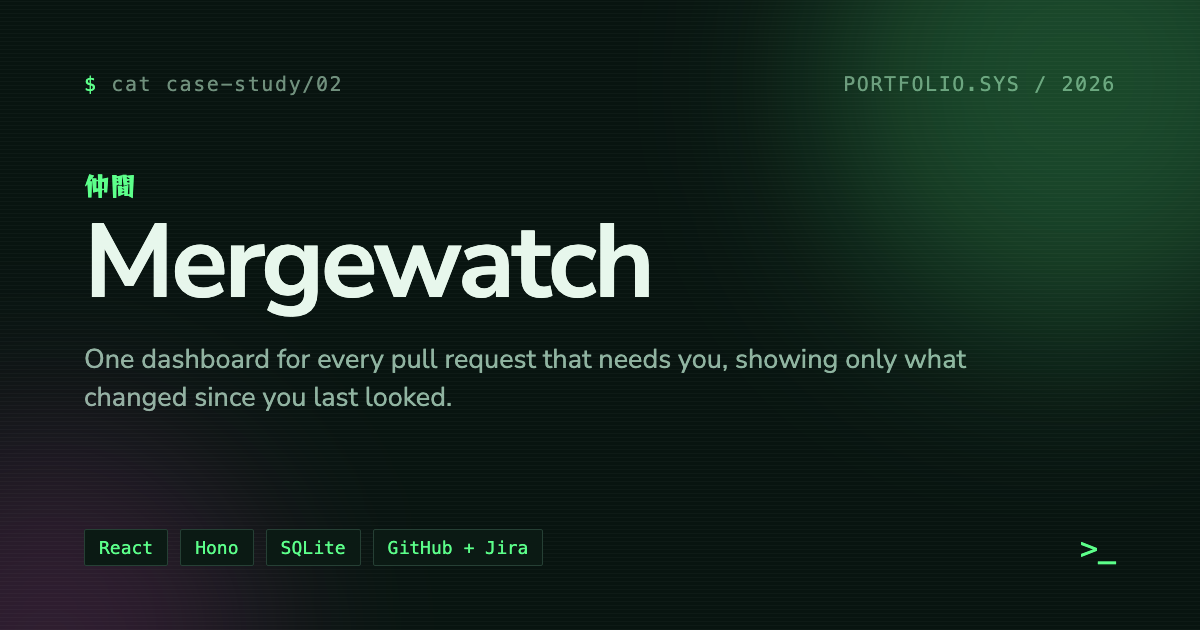 $ cat case-study/02
PORTFOLIO.SYS / 2026
仲間
Mergewatch
One dashboard for every pull request that needs you, showing only what
changed since you last looked.
React
Hono
SQLite
GitHub + Jira
>_